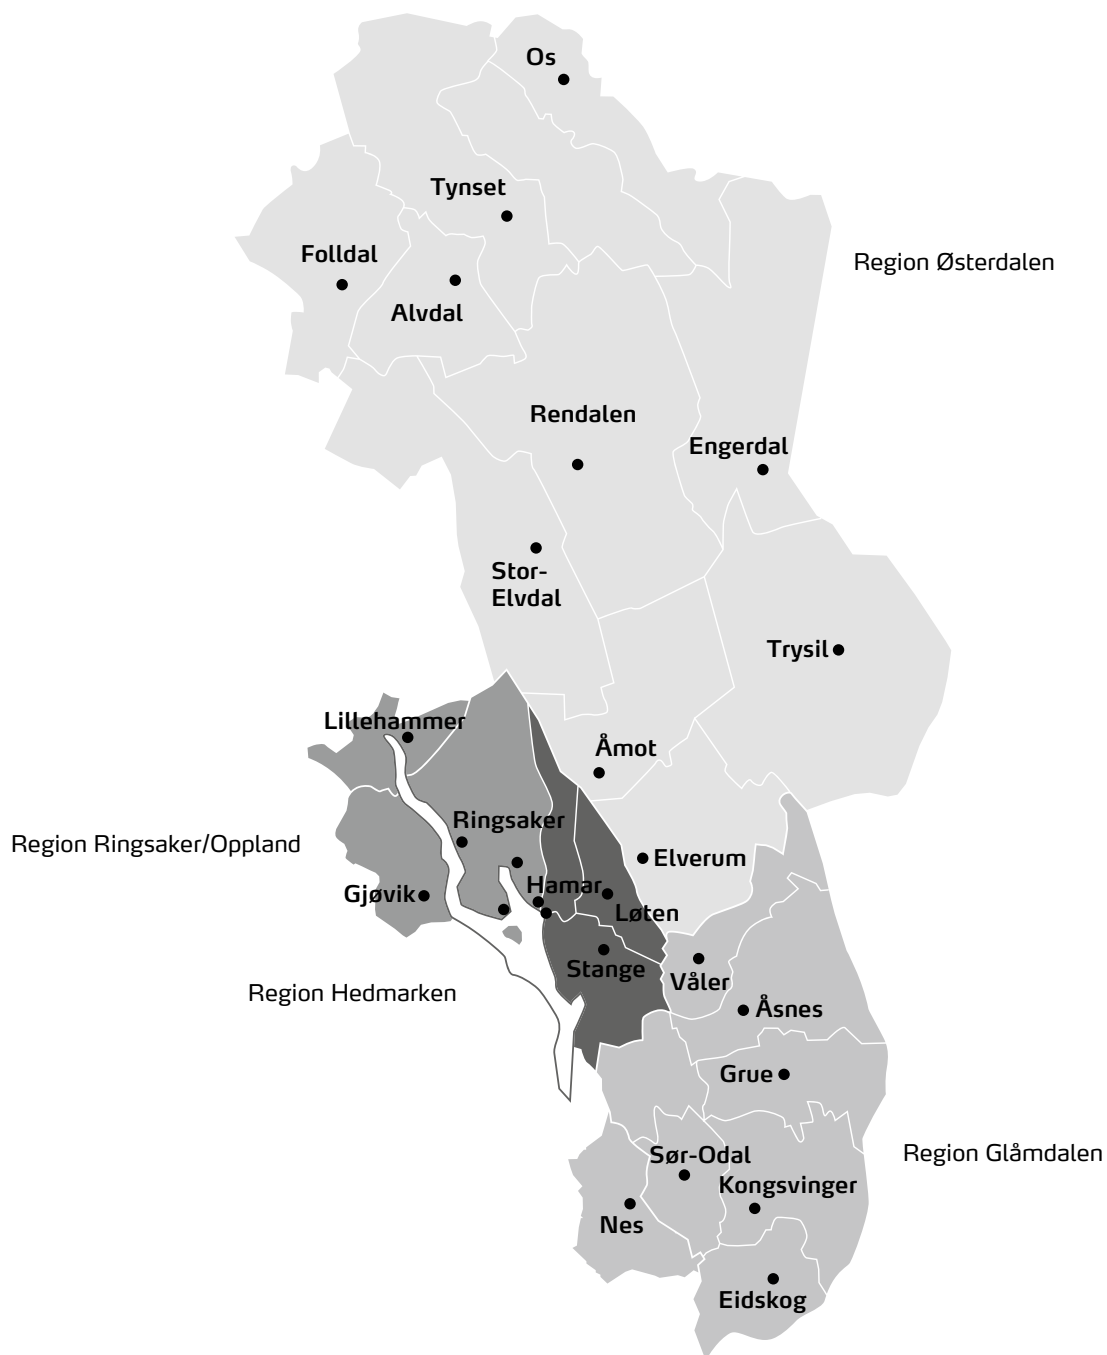 Os
Tynset
Folldal
Region Østerdalen
Alvdal
Rendalen
Engerdal
Stor-
Elvdal
Trysil
Lillehammer
Åmot
Ringsaker
Region Ringsaker/Oppland
Elverum
Hamar
Gjøvik
Løten
Stange
Våler
Region Hedmarken
Åsnes
Grue
Sør-Odal
Region Glåmdalen
Kongsvinger
Nes
Eidskog